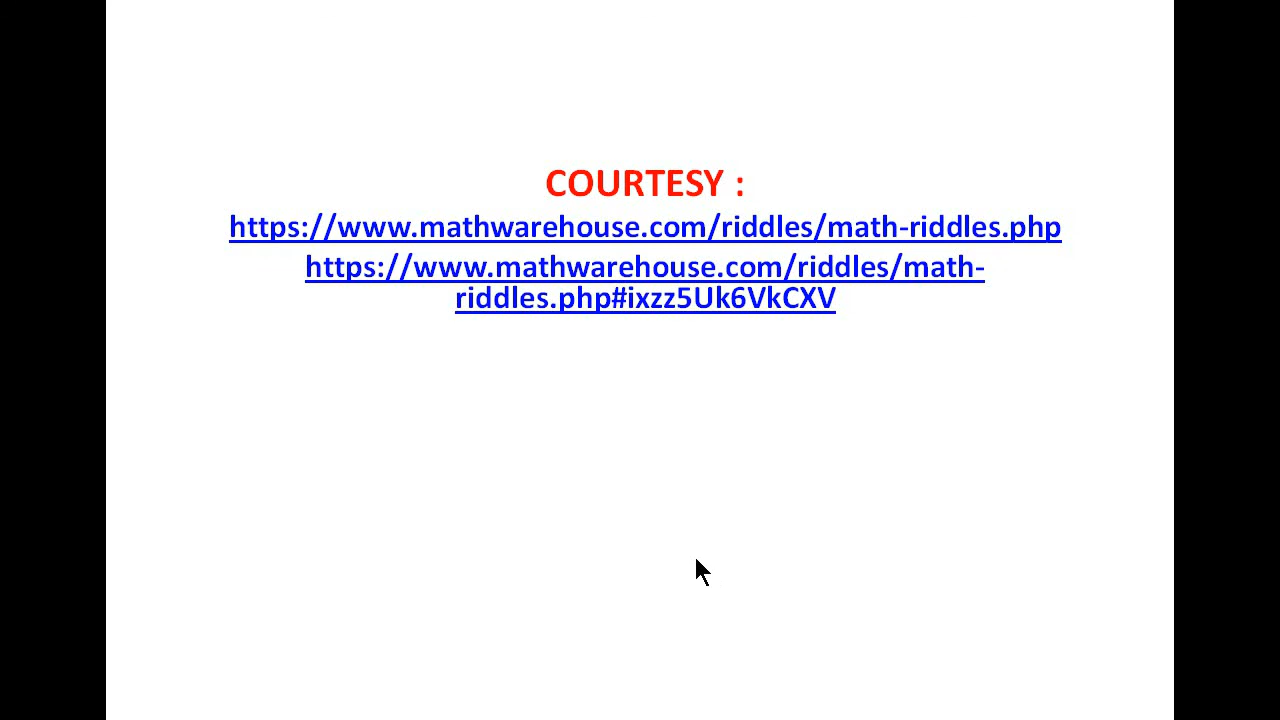 COURTESY :
https://www.mathwarehouse.com/riddles/math-riddles.php
https://www.mathwarehouse.com/riddles/math-
riddles.php#ixzz5Uk6VkCXV